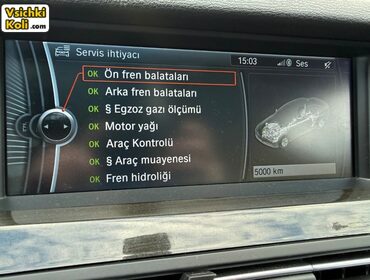 Vsichki
Koli.com
Servis ihtiyacı
15:03
Ses
OK Ön fren balataları
OK Arka fren balataları
OK § Egzoz gazı ölçümü
OK Motor yağı
OK Araç Kontrolü
OK § Araç muayenesi
OK Fren hidroliği
5000 km